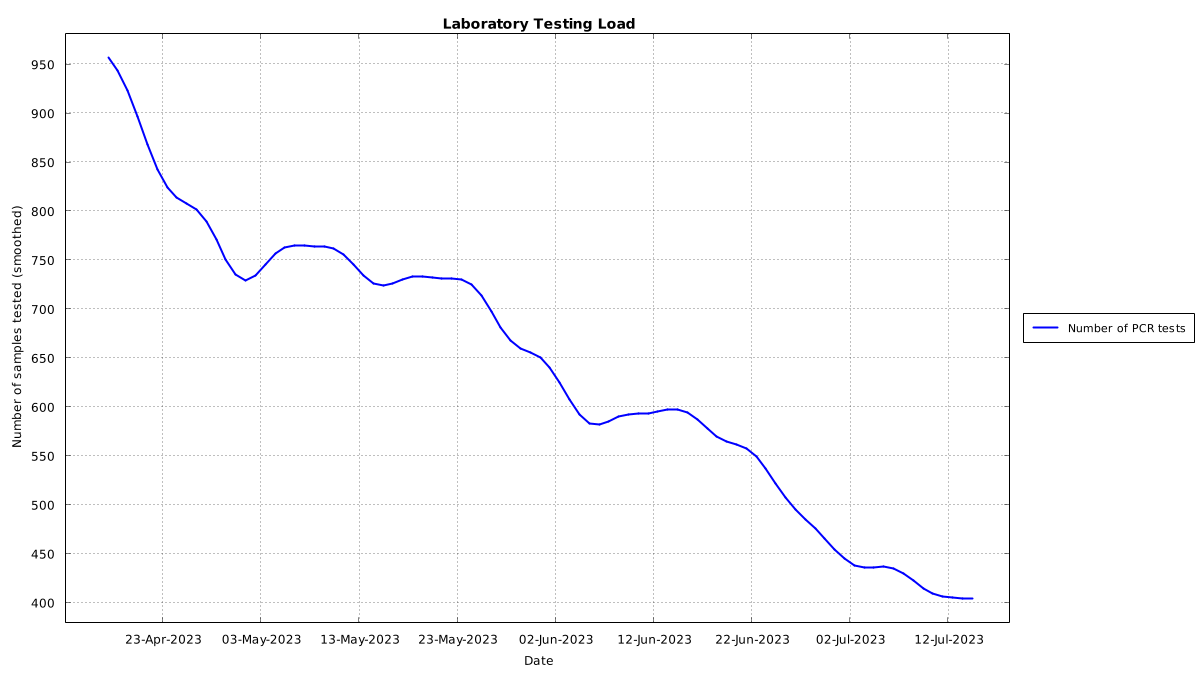 Laboratory Testing Load
Number of samples tested (smoothed)
950
900
850
800
750
700
650
600
550
500
450
400
23-Apr-2023 03-May-2023 13-May-2023 23-May-2023 02-Jun-2023 12-Jun-2023 22-Jun-2023 02-Jul-2023 12-Jul-2023
Date
Number of PCR tests